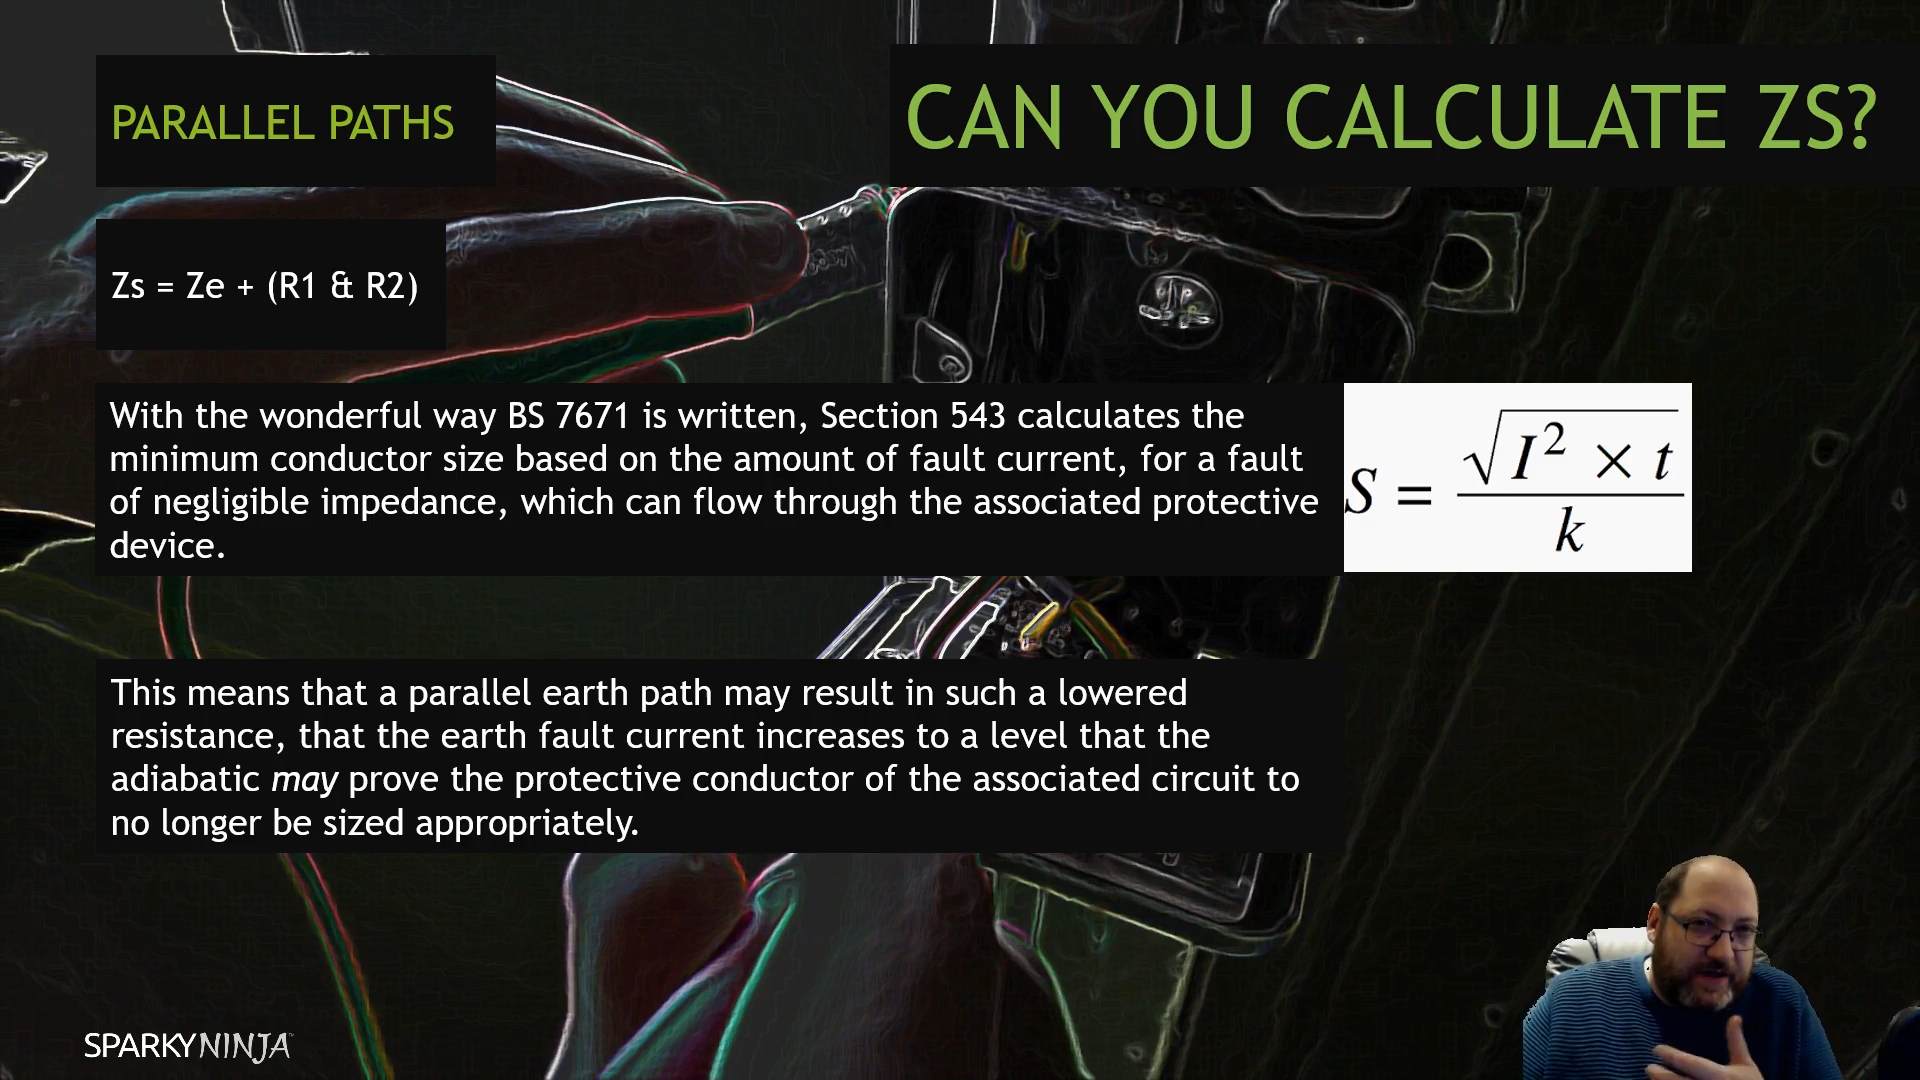 PARALLEL PATHS
CAN YOU CALCULATE ZS?
Zs = Ze + (R1 & R2)
With the wonderful way BS 7671 is written, Section 543 calculates the
minimum conductor size based on the amount of fault current, for a fault
of negligible impedance, which can flow through the associated protective
device.
S = √I² × t / k
This means that a parallel earth path may result in such a lowered
resistance, that the earth fault current increases to a level that the
adiabatic may prove the protective conductor of the associated circuit to
no longer be sized appropriately.
SPARKYNINJA